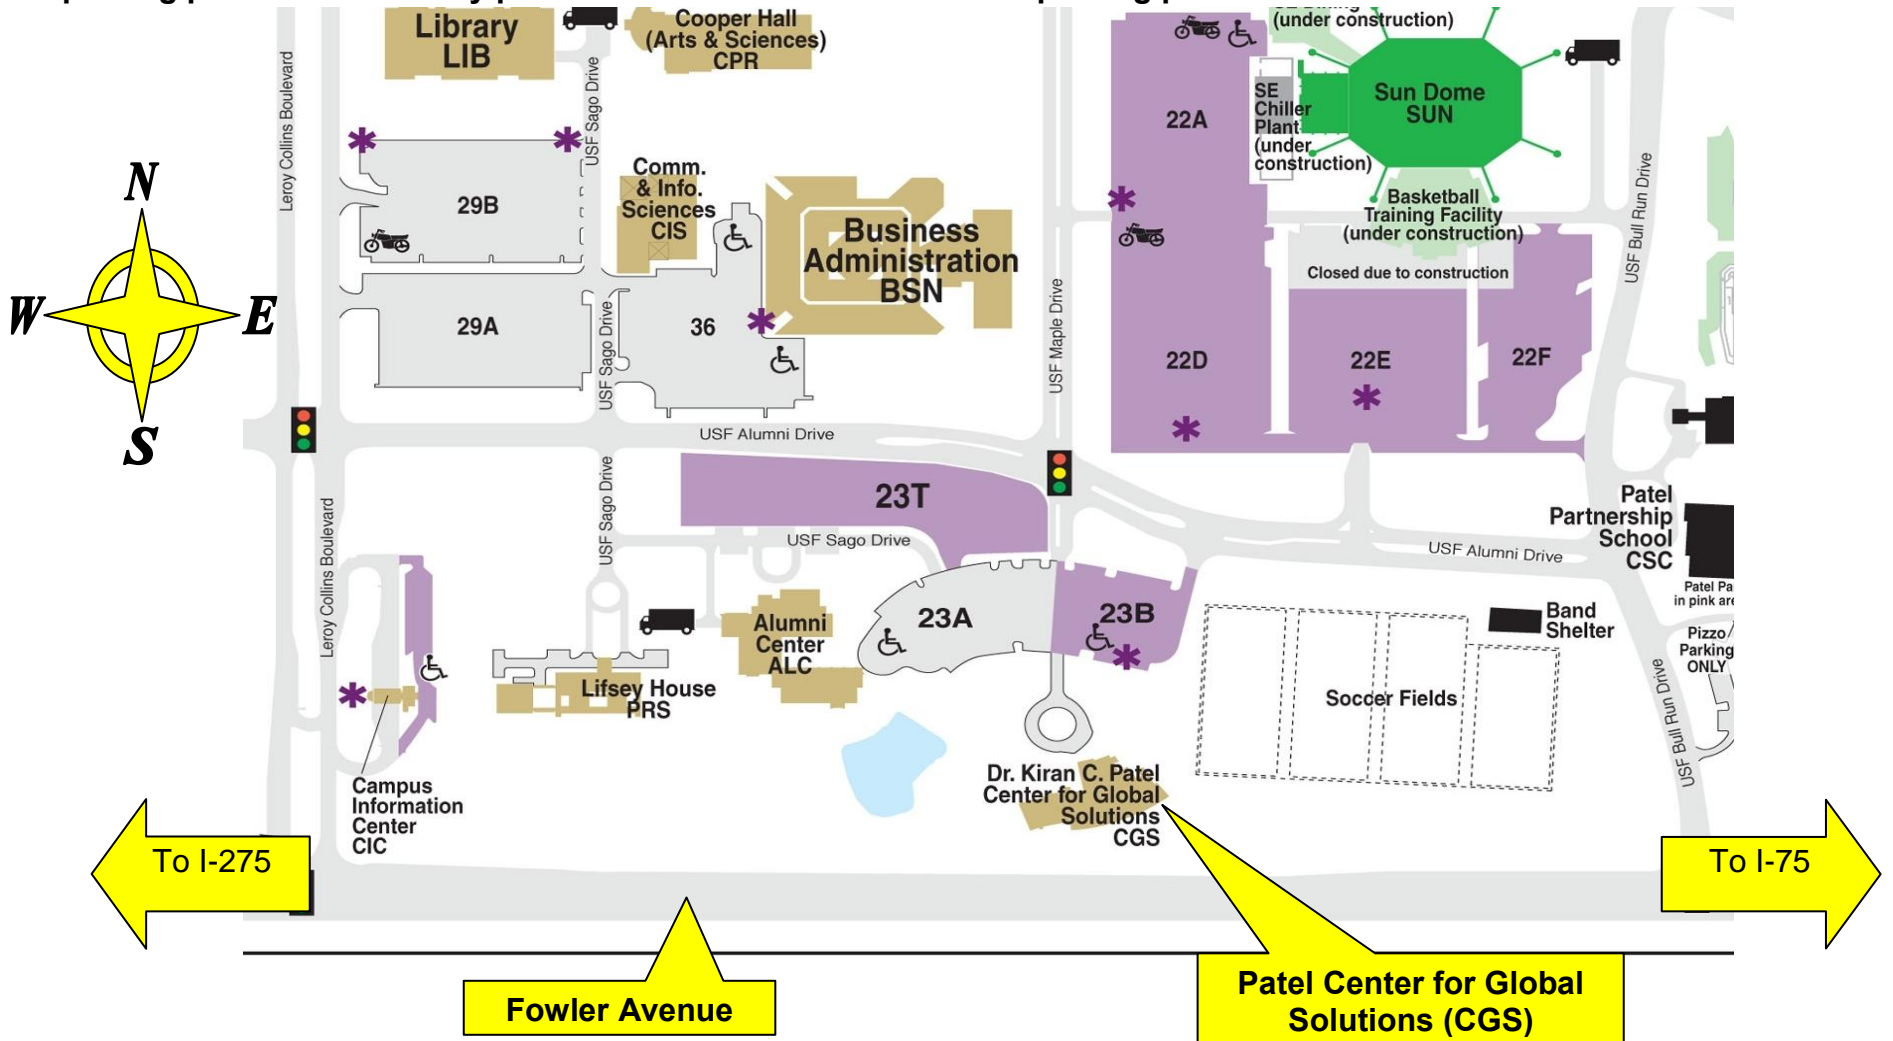 Library
LIB
Cooper Hall
(Arts & Sciences)
CPR
(under construction)
Sun Dome
SUN
SE
Chiller
Plant
(under
construction)
22A
Leroy Collins Boulevard
USF Sago Drive
29B
Comm.
& Info.
Sciences
CIS
Business
Administration
BSN
Basketball
Training Facility
(under construction)
Closed due to construction
USF Bull Run Drive
N
W
E
S
29A
USF Sago Drive
36
USF Maple Drive
22D
22E
22F
USF Alumni Drive
23T
USF Sago Drive
USF Sago Drive
Leroy Collins Boulevard
Patel
Partnership
School
CSC
USF Alumni Drive
Patel Pa
in pink are
23A
23B
Band
Shelter
Pizzo
Parking
ONLY
Alumni
Center
ALC
Lifsey House
PRS
Soccer Fields
USF Bull Run Drive
Campus
Information
Center
CIC
Dr. Kiran C. Patel
Center for Global
Solutions
CGS
To I-275
To I-75
Fowler Avenue
Patel Center for Global
Solutions (CGS)